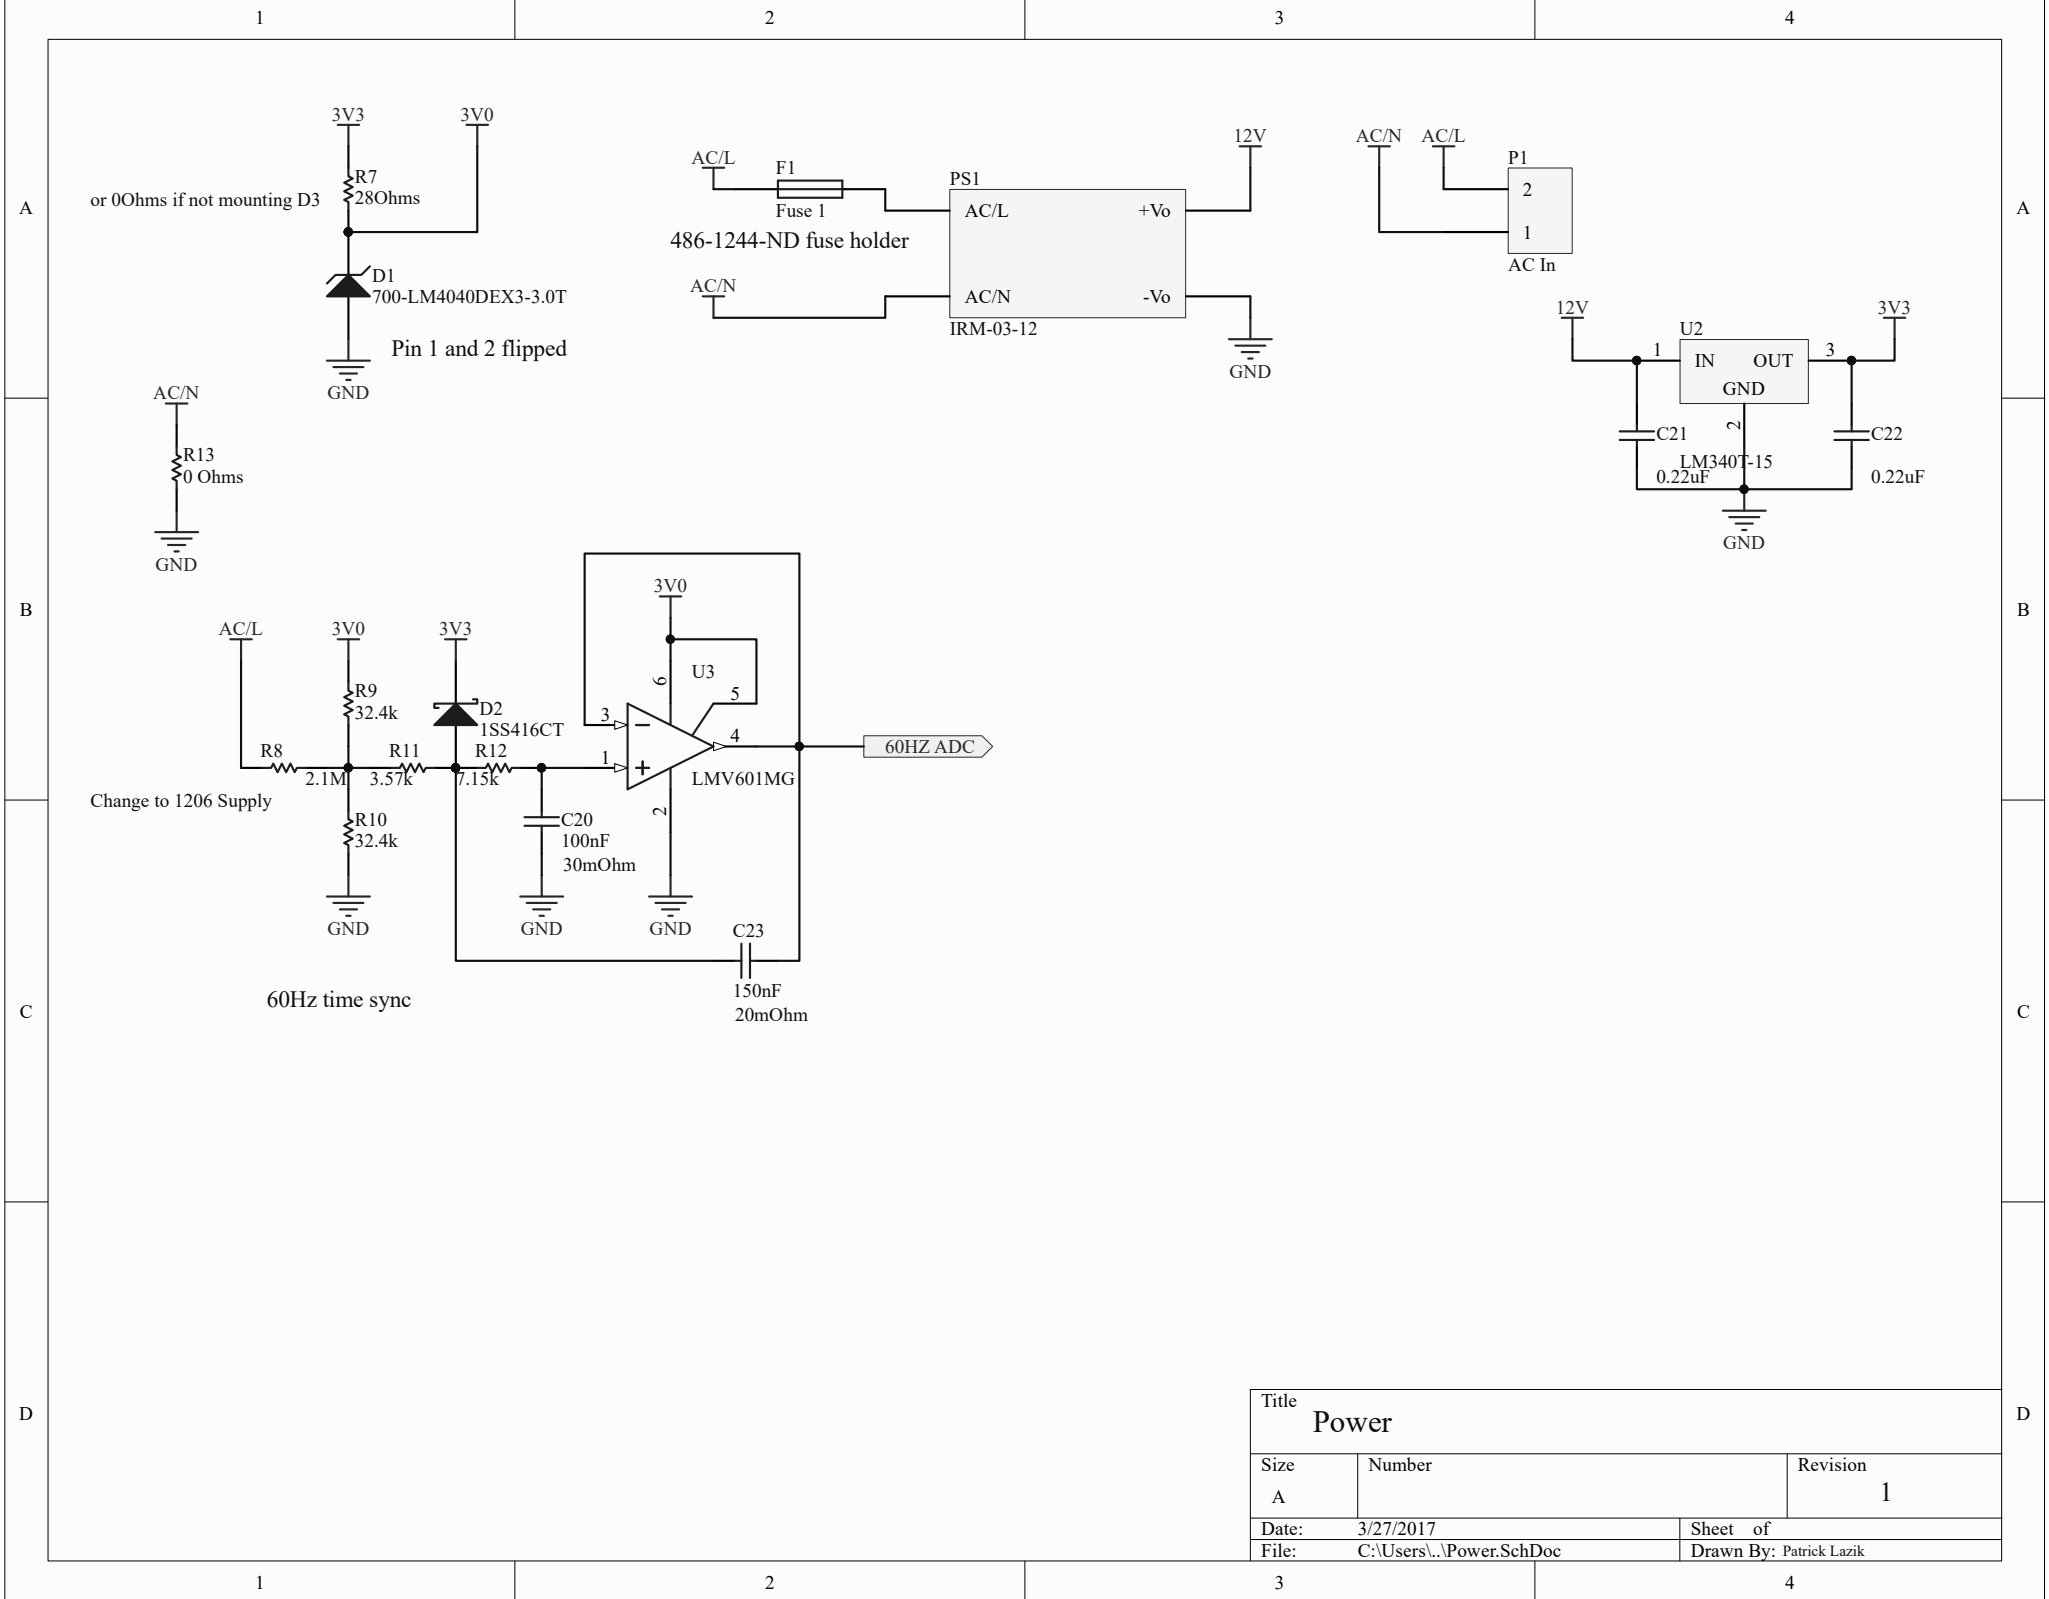 1 2 3 4
A A
B B
C C
D D
1 2 3 4
3V3
3V0
R7
28Ohms
or 0Ohms if not mounting D3
D1
700-LM4040DEX3-3.0T
Pin 1 and 2 flipped
GND
AC/L
F1
Fuse 1
486-1244-ND fuse holder
AC/N
PS1
AC/L
+Vo
AC/N
-Vo
IRM-03-12
12V
GND
AC/N
AC/L
P1
2
1
AC In
12V
3V3
U2
1
IN
OUT
3
GND
2
C21
0.22uF
LM340T-15
C22
0.22uF
GND
AC/N
R13
0 Ohms
GND
AC/L
3V0
3V3
R9
32.4k
D2
1SS416CT
R8
2.1M
R11
3.57k
R12
7.15k
Change to 1206 Supply
R10
32.4k
GND
C20
100nF
30mOhm
GND
3V0
U3
6
5
3
1
4
2
LMV601MG
GND
60HZ ADC
C23
150nF
20mOhm
60Hz time sync
Title
Power
Size
A
Number
Revision
1
Date: 3/27/2017
Sheet of
File: C:\Users\..\Power.SchDoc
Drawn By: Patrick Lazik